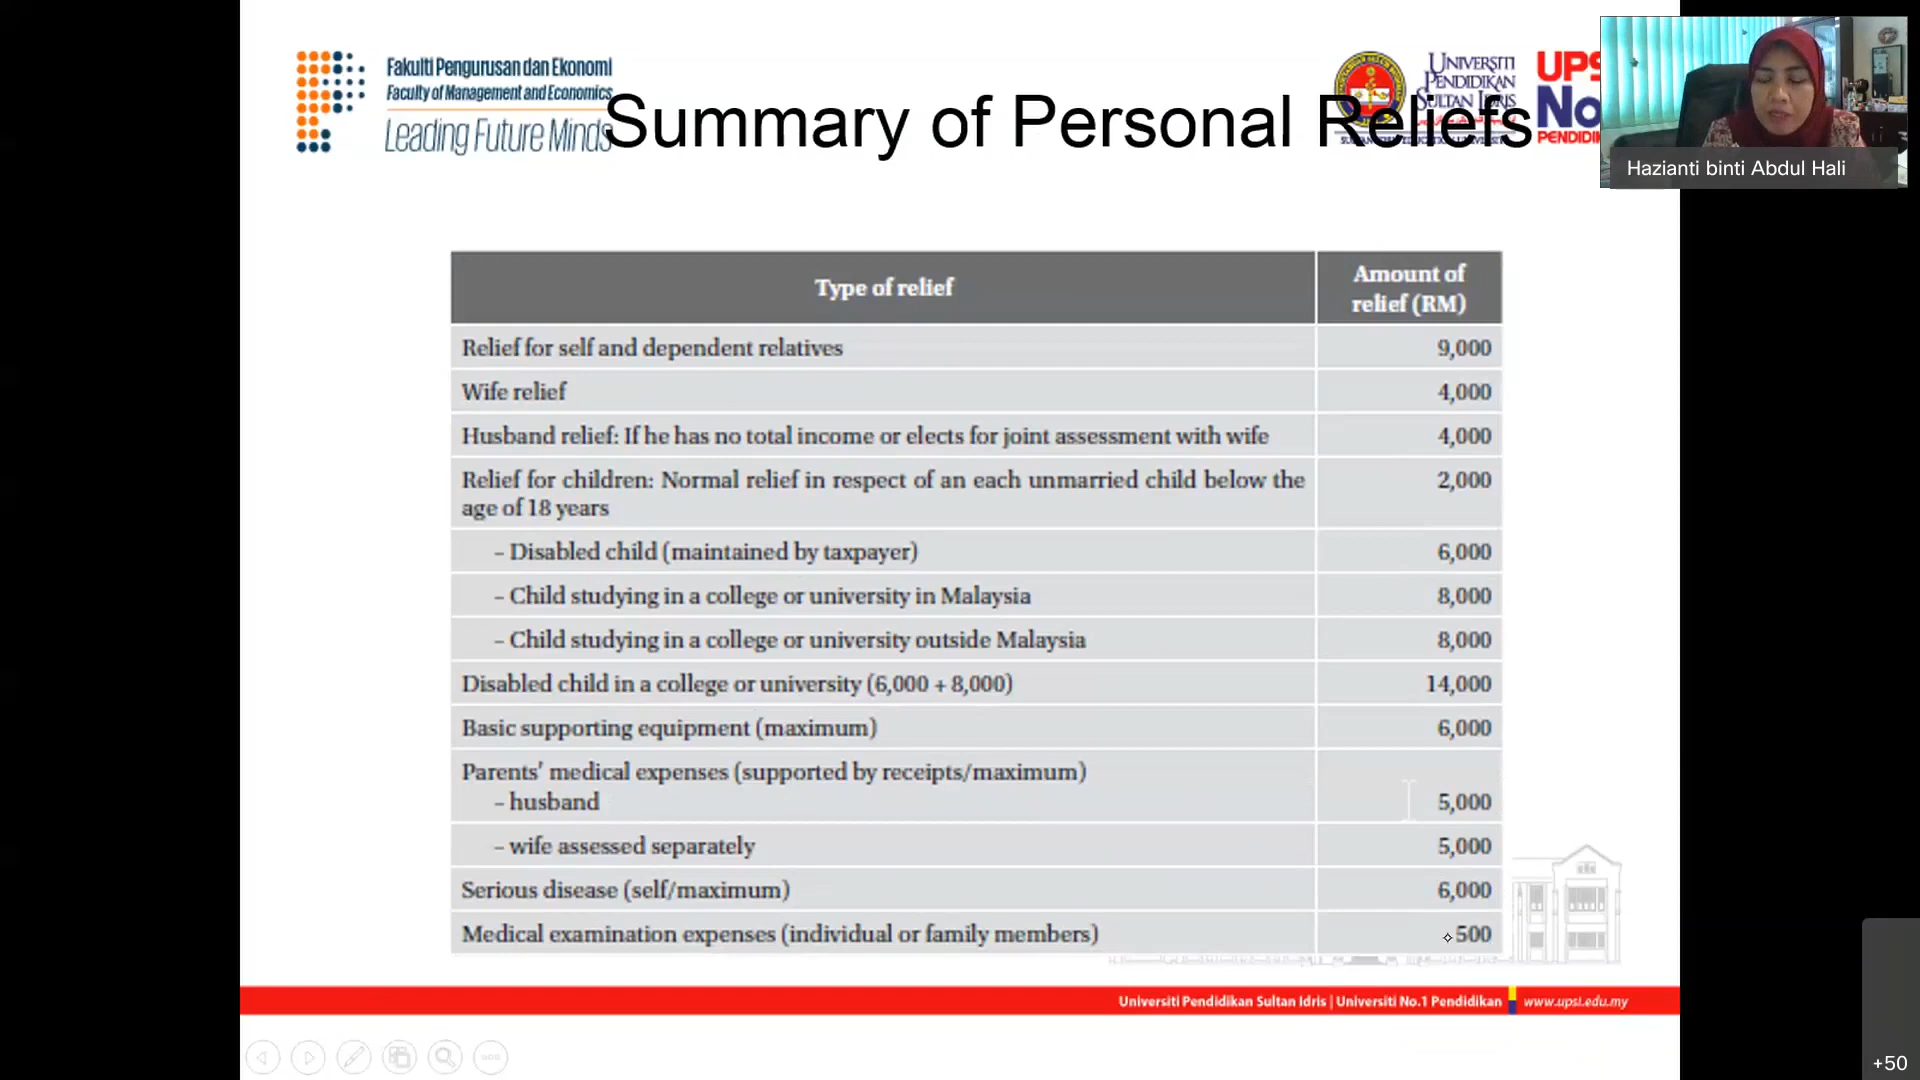 Fakulti Pengurusan dan Ekonomi
Faculty of Management and Economics
Leading Future Minds
UNIVERSITI
PENDIDIKAN
SULTAN IDRIS
UPS
No
PENDIDIK
Summary of Personal Reliefs
Hazianti binti Abdul Hali
Type of relief
Amount of
relief (RM)
Relief for self and dependent relatives 9,000
Wife relief 4,000
Husband relief: If he has no total income or elects for joint assessment with wife 4,000
Relief for children: Normal relief in respect of an each unmarried child below the 2,000
age of 18 years
– Disabled child (maintained by taxpayer) 6,000
– Child studying in a college or university in Malaysia 8,000
– Child studying in a college or university outside Malaysia 8,000
Disabled child in a college or university (6,000 + 8,000) 14,000
Basic supporting equipment (maximum) 6,000
Parents' medical expenses (supported by receipts/maximum)
– husband 5,000
– wife assessed separately 5,000
Serious disease (self/maximum) 6,000
Medical examination expenses (individual or family members) 500
Universiti Pendidikan Sultan Idris | Universiti No.1 Pendidikan www.upsi.edu.my
+50